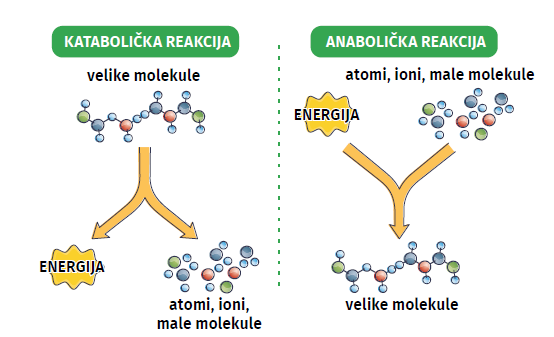 KATABOLIČKA REAKCIJA
velike molekule
ENERGIJA
atomi, ioni,
male molekule
ANABOLIČKA REAKCIJA
atomi, ioni, male molekule
ENERGIJA
velike molekule